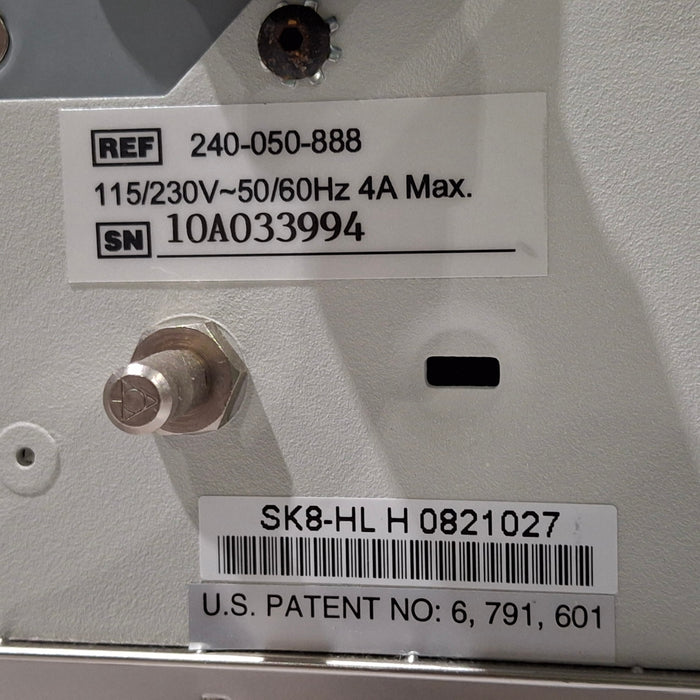 REF 240-050-888
115/230V~50/60Hz 4A Max.
SN 10A033994
SK8-HL H 0821027
U.S. PATENT NO: 6, 791, 601